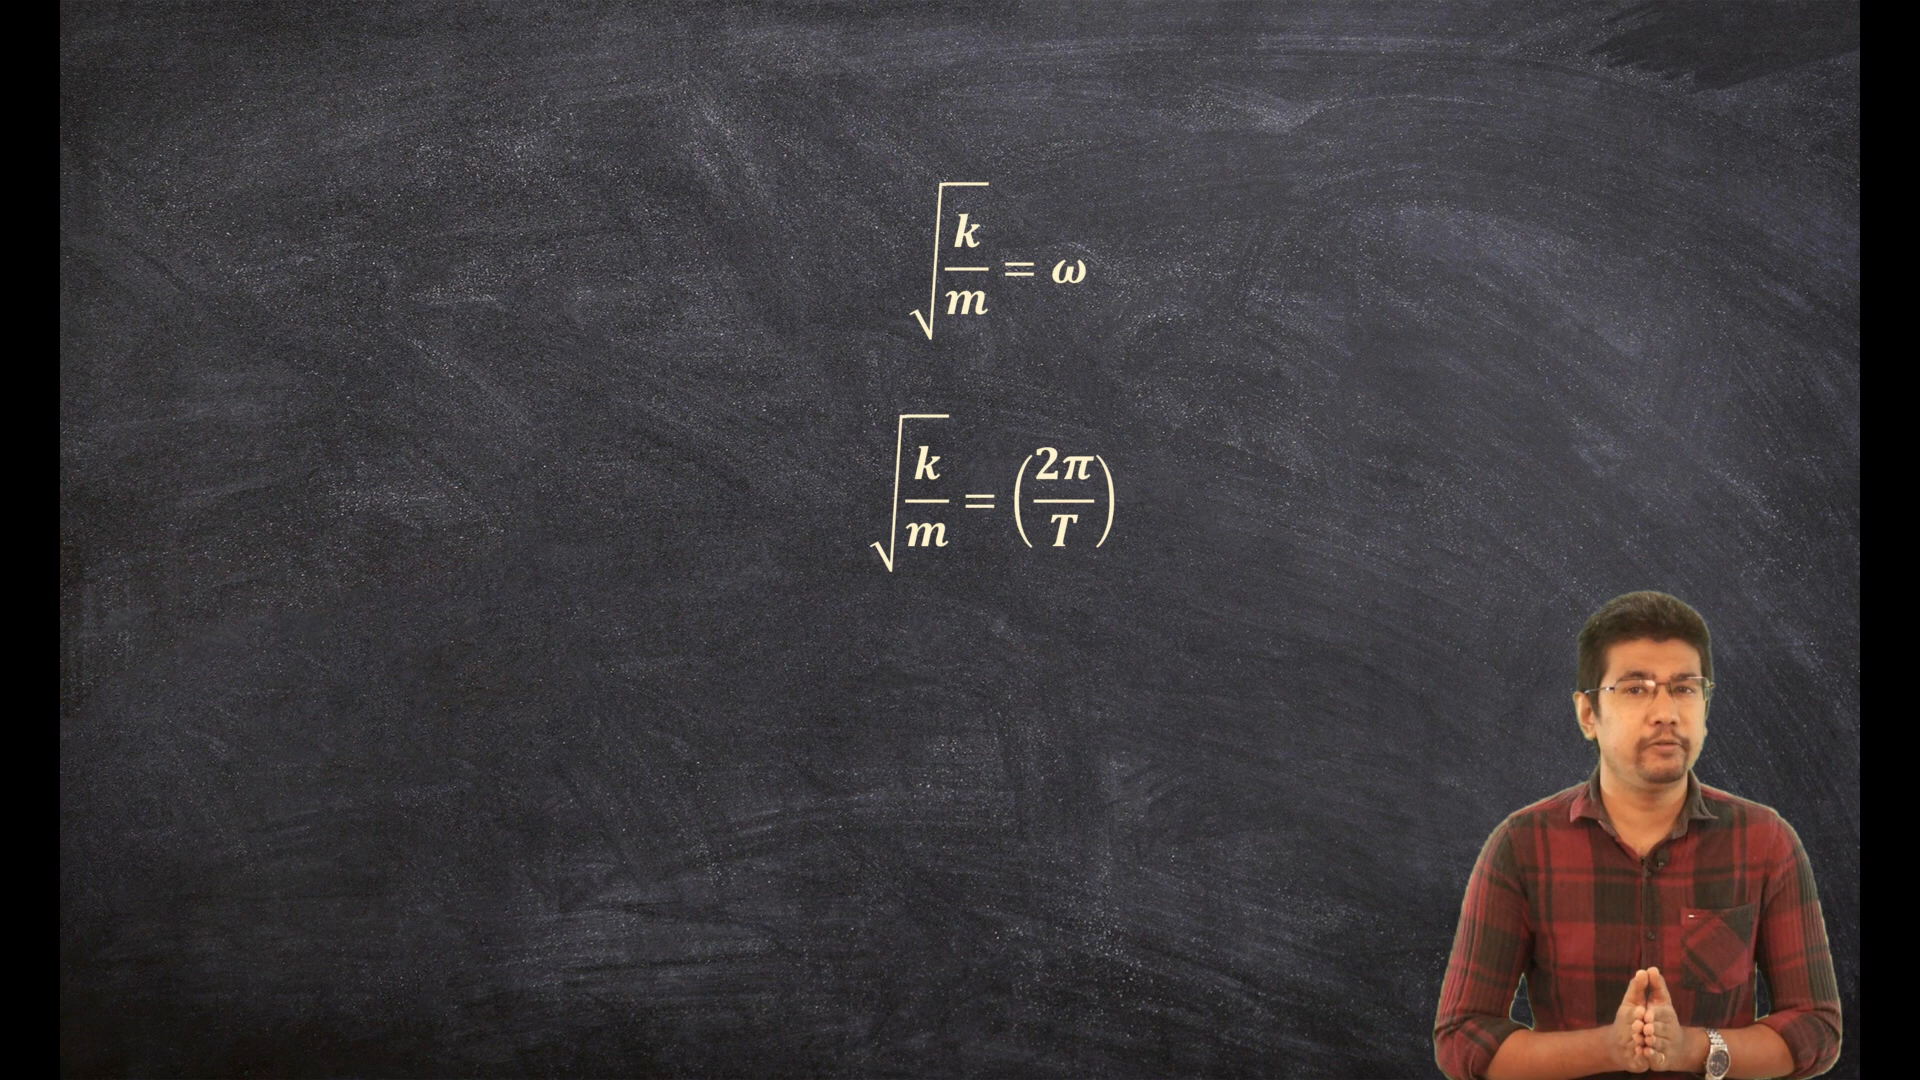 √(k/m) = ω
√(k/m) = (2π/T)